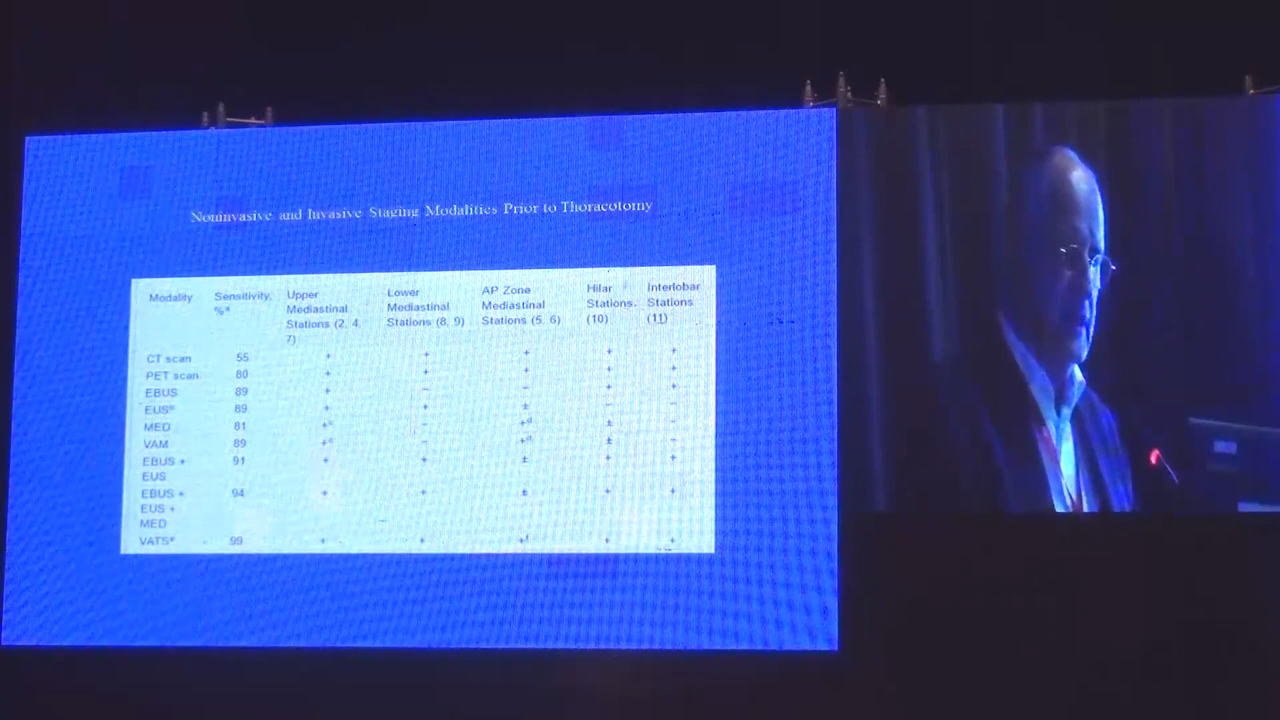 Noninvasive and Invasive Staging Modalities Prior to Thoracotomy
Modality Sensitivity, %ª Upper Mediastinal Stations (2, 4, 7) Lower Mediastinal Stations (8, 9) AP Zone Mediastinal Stations (5, 6) Hilar Stations. (10) Interlobar Stations (11)
CT scan 55 + + + + +
PET scan 80 + + + + +
EBUS 89 + – – + +
EUS 89 + + ± – –
MED 81 + – + ± –
VAM 89 + – + ± –
EBUS + EUS 91 + + ± + +
EBUS + EUS + MED 94 + + ± + +
VATS 99 + + + + +